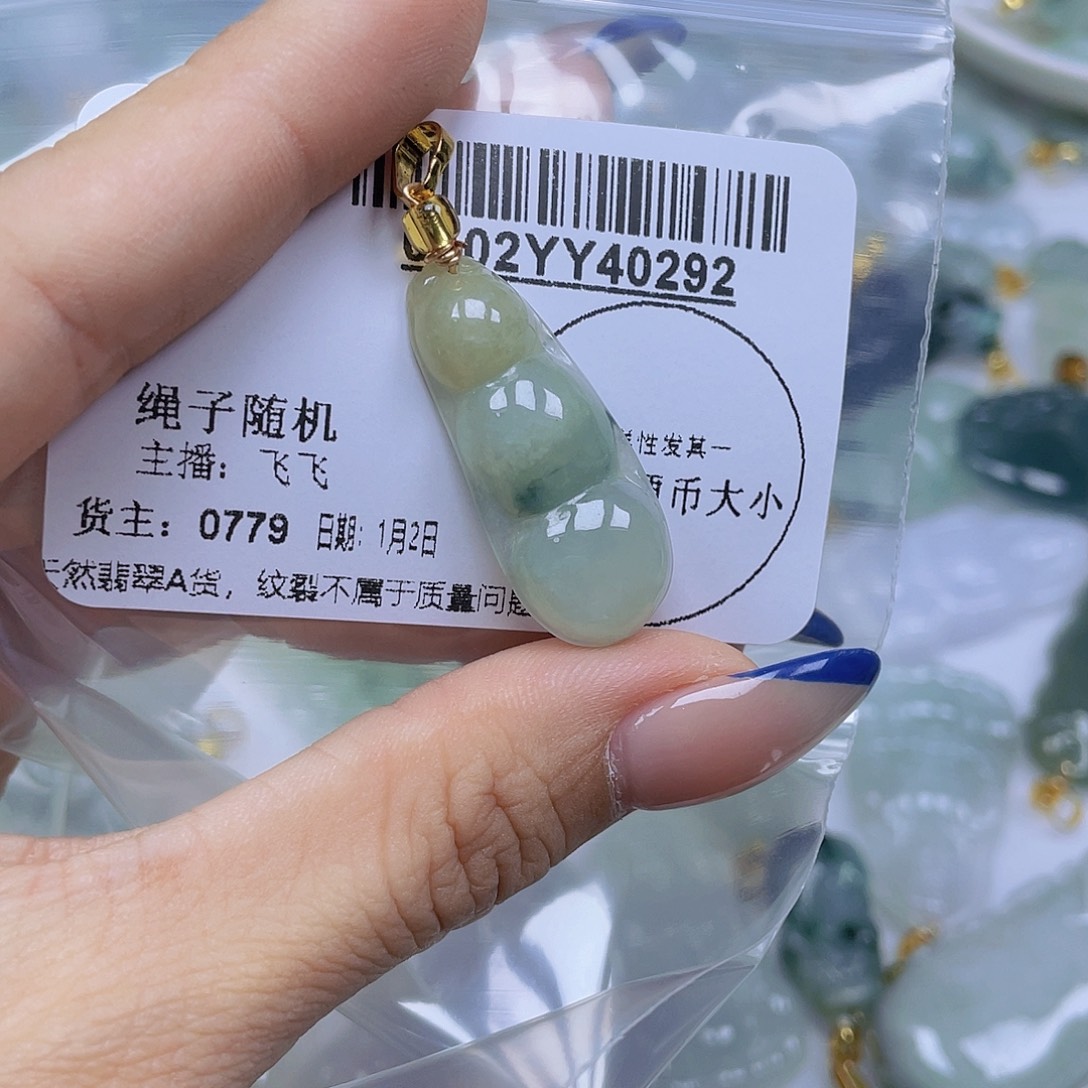 02YY40292
绳子随机
性发其一
主播：飞飞
币大小
货主：0779 日期：1月2日
然翡翠A货，纹裂不属于质量问题